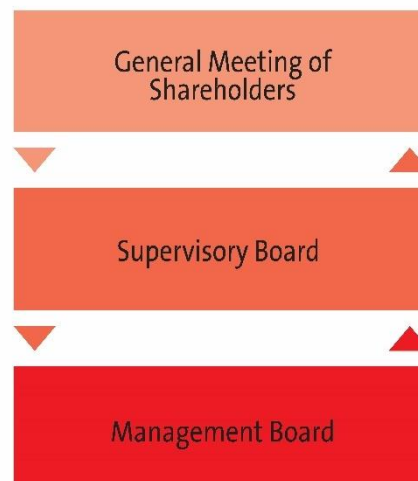 General Meeting of
Shareholders
Supervisory Board
Management Board